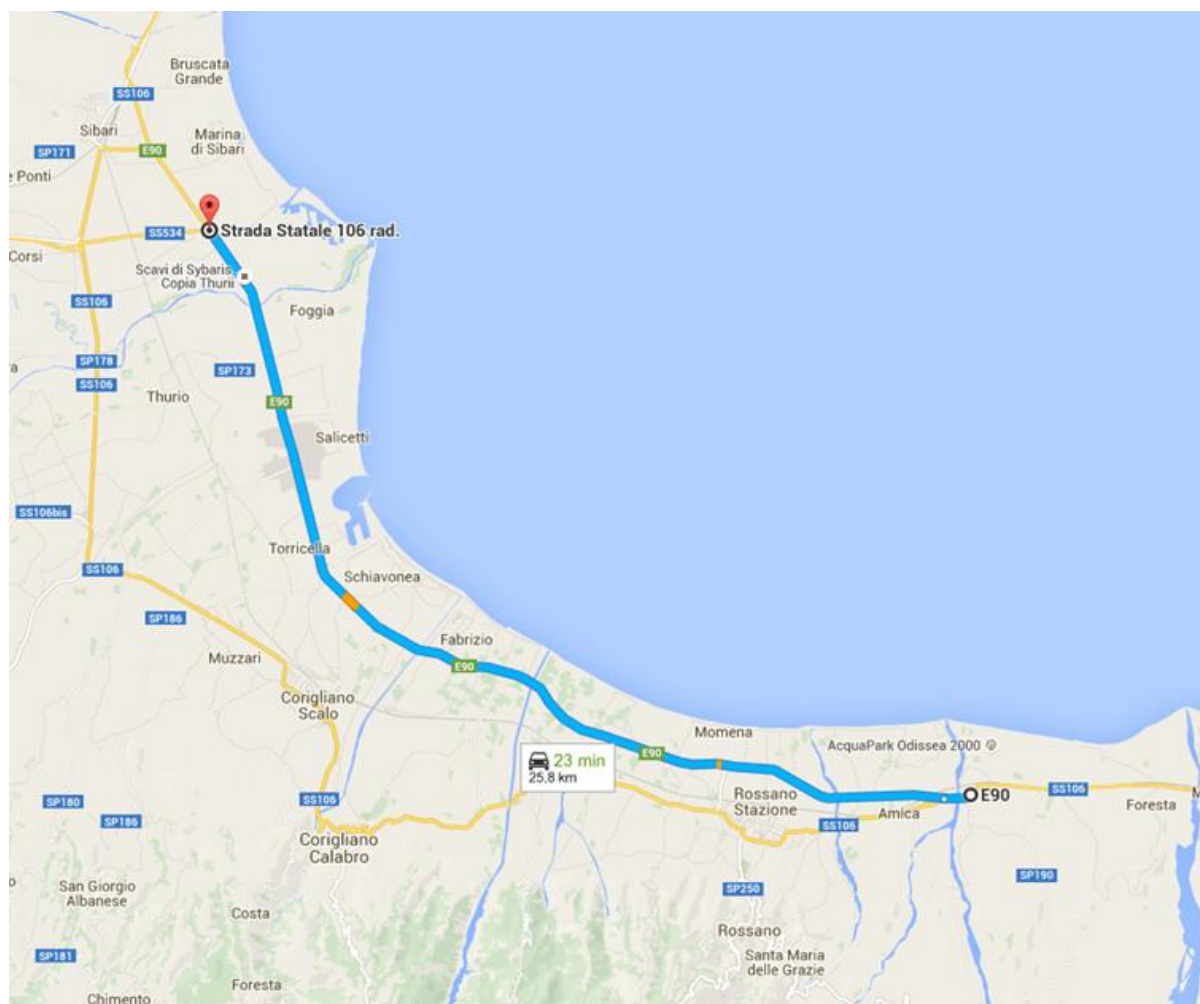 Bruscata
Grande
SS106
Sibari
Marina
di Sibari
SP171
E90
e Ponti
SS534
Strada Statale 106 rad.
Corsi
Scavi di Sybaris
Copia Thurii
SS106
Foggia
SP178
SP173
a
SS106
Thurio
E90
Salicetti
SS106bis
Torricella
SS106
Schiavonea
SP186
Fabrizio
Muzzari
E90
Corigliano
Scalo
Momena
23 min
25,8 km
E90
AcquaPark Odissea 2000
Rossano
Stazione
E90
SS106
M
Foresta
SP180
SP186
SS106
Amica
SS106
Corigliano
Calabro
SP190
San Giorgio
Albanese
SP250
Costa
Rossano
SP181
Santa Maria
delle Grazie
Foresta
Chimento